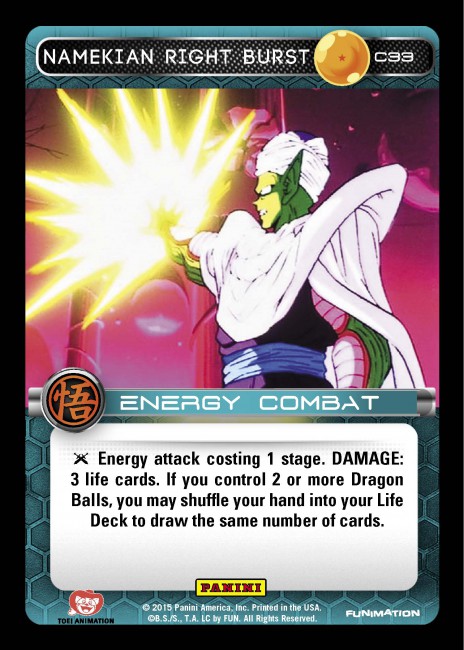 NAMEKIAN RIGHT BURST C99
悟 ENERGY COMBAT
Energy attack costing 1 stage. DAMAGE:
3 life cards. If you control 2 or more Dragon
Balls, you may shuffle your hand into your Life
Deck to draw the same number of cards.
PANINI
TOEI ANIMATION
© 2015 Panini America, Inc. Printed in the USA.
©B.S./S., T.A. LC by FUN. All Rights Reserved.
FUNIMATION